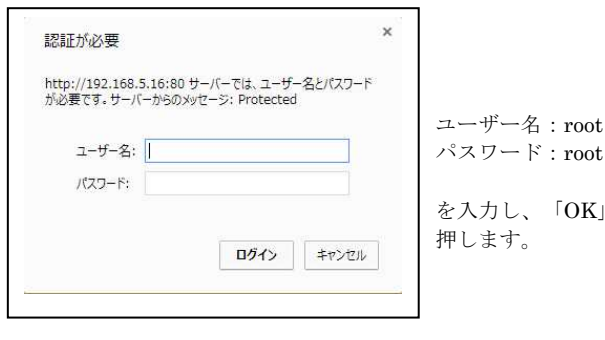 認証が必要
×
http://192.168.5.16:80 サーバーでは、ユーザー名とパスワード
が必要です。サーバーからのメッセージ: Protected
ユーザー名:
パスワード:
ログイン キャンセル
ユーザー名：root
パスワード：root
を入力し、「OK」
押します。